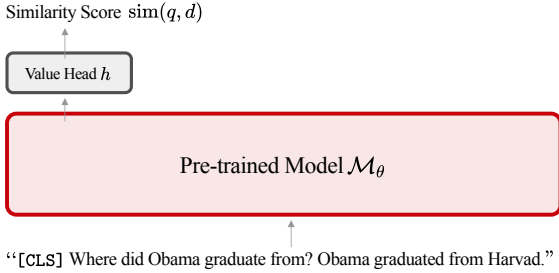 Similarity Score sim(q, d)
Value Head h
Pre-trained Model ℳθ
“[CLS] Where did Obama graduate from? Obama graduated from Harvad.”